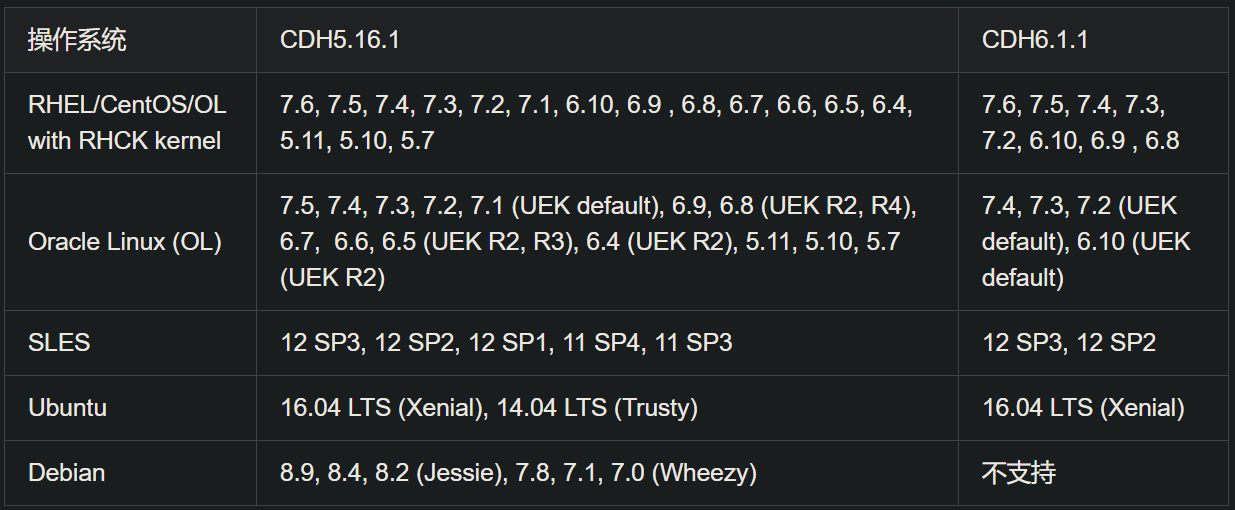 操作系统 CDH5.16.1 CDH6.1.1
RHEL/CentOS/OL
with RHCK kernel
7.6, 7.5, 7.4, 7.3, 7.2, 7.1, 6.10, 6.9 , 6.8, 6.7, 6.6, 6.5, 6.4,
5.11, 5.10, 5.7
7.6, 7.5, 7.4, 7.3,
7.2, 6.10, 6.9 , 6.8
Oracle Linux (OL)
7.5, 7.4, 7.3, 7.2, 7.1 (UEK default), 6.9, 6.8 (UEK R2, R4),
6.7,  6.6, 6.5 (UEK R2, R3), 6.4 (UEK R2), 5.11, 5.10, 5.7
(UEK R2)
7.4, 7.3, 7.2 (UEK
default), 6.10 (UEK
default)
SLES
12 SP3, 12 SP2, 12 SP1, 11 SP4, 11 SP3
12 SP3, 12 SP2
Ubuntu
16.04 LTS (Xenial), 14.04 LTS (Trusty)
16.04 LTS (Xenial)
Debian
8.9, 8.4, 8.2 (Jessie), 7.8, 7.1, 7.0 (Wheezy)
不支持